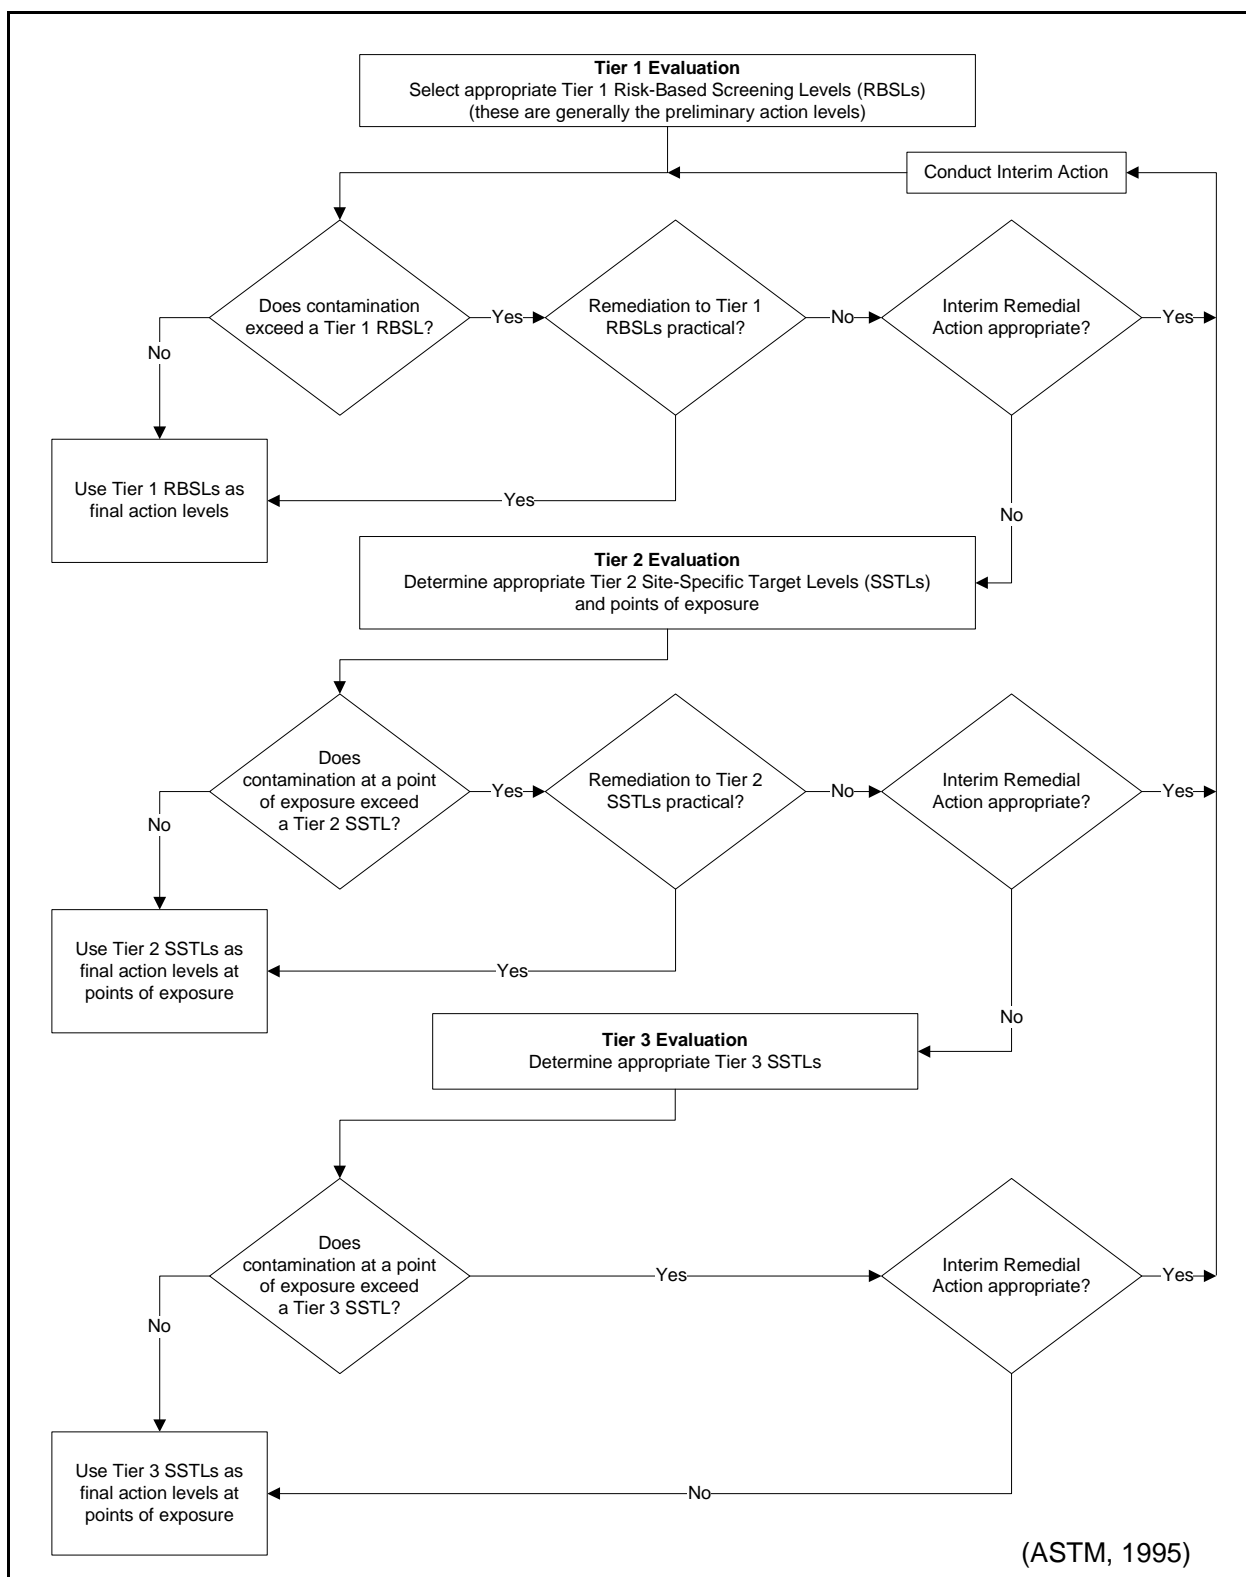 Tier 1 Evaluation
Select appropriate Tier 1 Risk-Based Screening Levels (RBSLs)
(these are generally the preliminary action levels)
Conduct Interim Action
Does contamination
exceed a Tier 1 RBSL?
Yes
Remediation to Tier 1
RBSLs practical?
No
Interim Remedial
Action appropriate?
Yes
No
Use Tier 1 RBSLs as
final action levels
Yes
No
Tier 2 Evaluation
Determine appropriate Tier 2 Site-Specific Target Levels (SSTLs)
and points of exposure
Does
contamination at a point
of exposure exceed
a Tier 2 SSTL?
Yes
Remediation to Tier 2
SSTLs practical?
No
Interim Remedial
Action appropriate?
Yes
No
Use Tier 2 SSTLs as
final action levels at
points of exposure
Yes
No
Tier 3 Evaluation
Determine appropriate Tier 3 SSTLs
Does
contamination at a point
of exposure exceed
a Tier 3 SSTL?
Yes
Interim Remedial
Action appropriate?
Yes
No
Use Tier 3 SSTLs as
final action levels at
points of exposure
No
(ASTM, 1995)